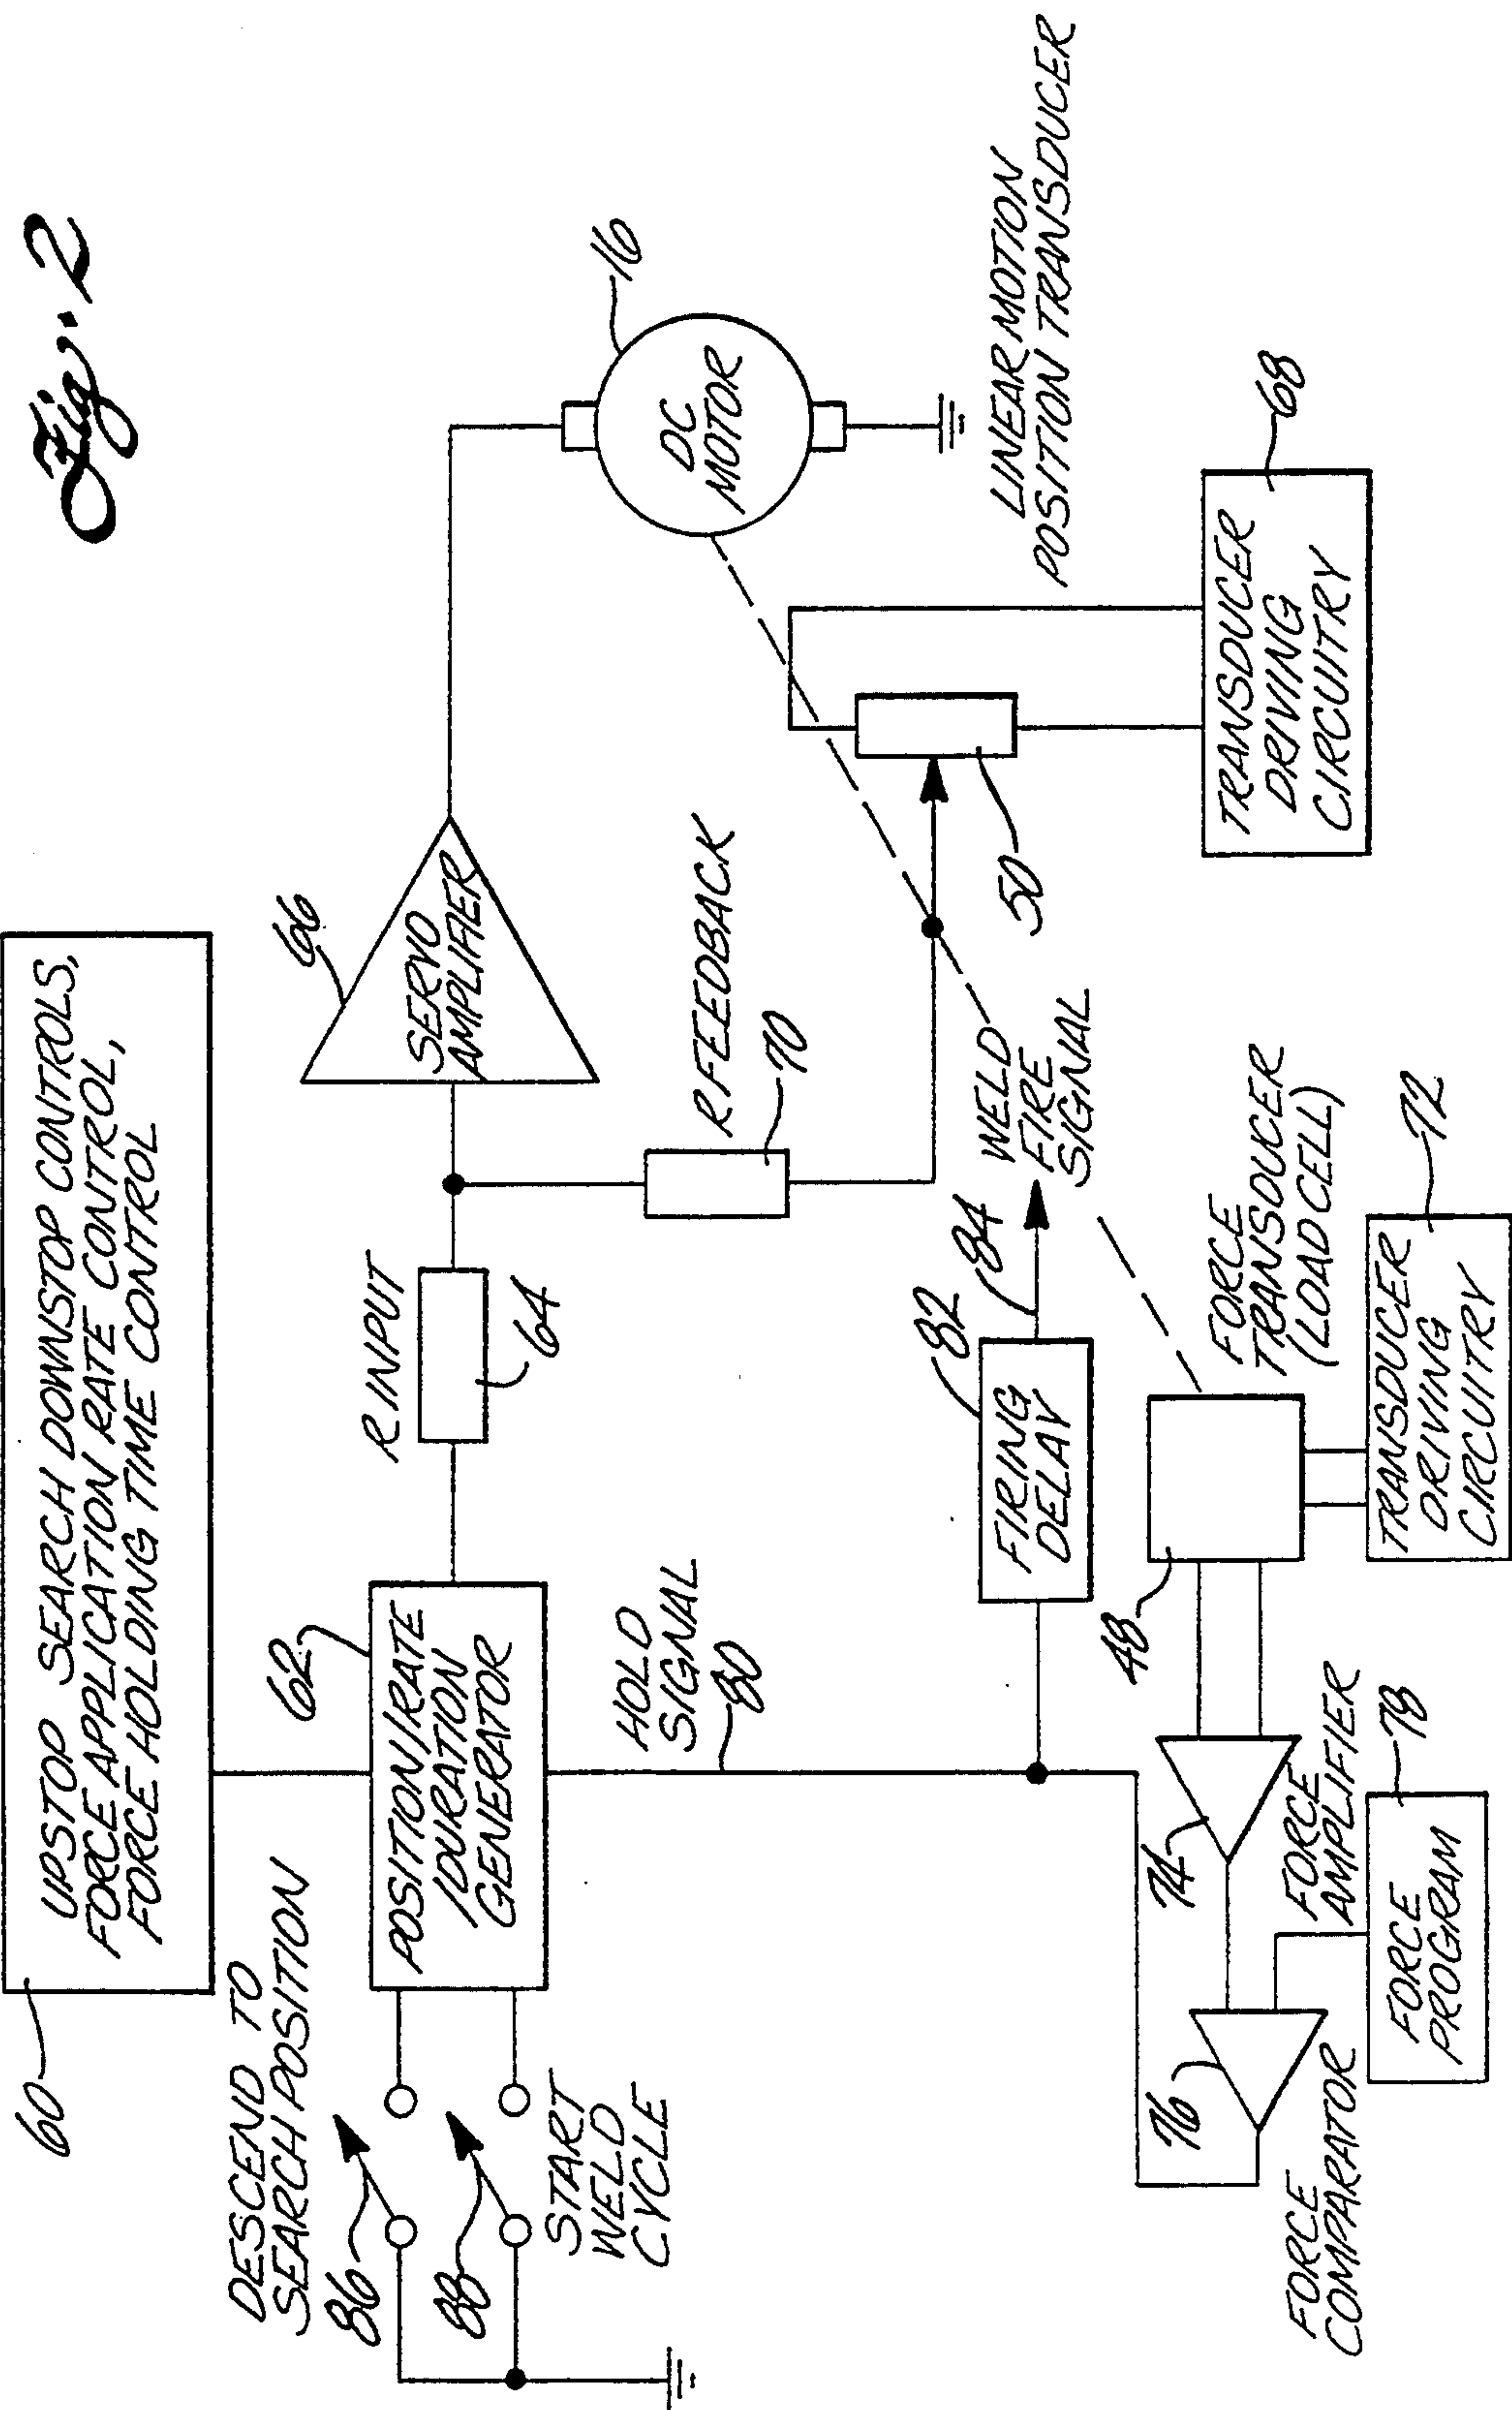 Fig. 2
60
UPSTOP SEARCH DOWNSTOP CONTROLS,
FORCE APPLICATION RATE CONTROL,
FORCE HOLDING TIME CONTROL
DESCEND TO
SEARCH POSITION
86
88
START
WELD
CYCLE
62
POSITION/RATE
/DURATION
GENERATOR
R INPUT
64
66
SERVO
AMPLIFIER
16
DC
MOTOR
R FEEDBACK
70
HOLD
SIGNAL
80
82
FIRING
DELAY
84
WELD
FIRE
SIGNAL
50
LINEAR MOTION
POSITION TRANSDUCER
68
TRANSDUCER
DRIVING
CIRCUITRY
FORCE
TRANSDUCER
(LOAD CELL)
48
72
TRANSDUCER
DRIVING
CIRCUITRY
74
FORCE
AMPLIFIER
76
FORCE
COMPARATOR
78
FORCE
PROGRAM